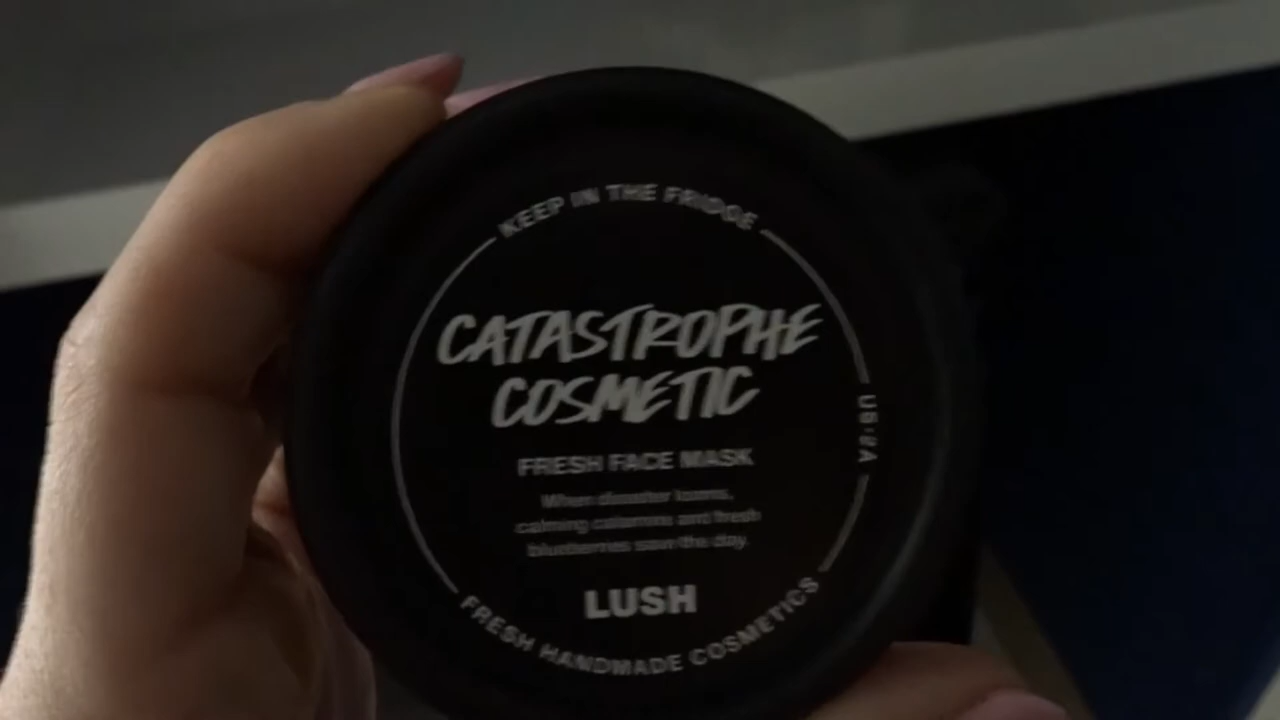 KEEP IN THE FRIDGE
CATASTROPHE
COSMETIC
FRESH FACE MASK
When disaster looms,
calming calamine and fresh
blueberries save the day.
LUSH
FRESH HANDMADE COSMETICS